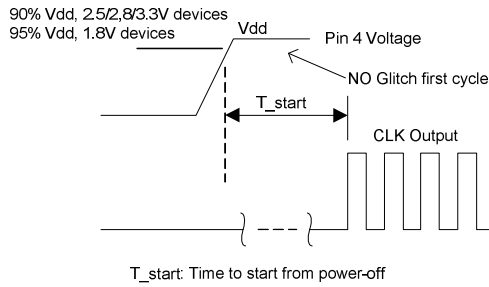 90% Vdd, 2.5/2,8/3.3V devices
95% Vdd, 1.8V devices
Vdd
Pin 4 Voltage
NO Glitch first cycle
T_start
CLK Output
T_start: Time to start from power-off